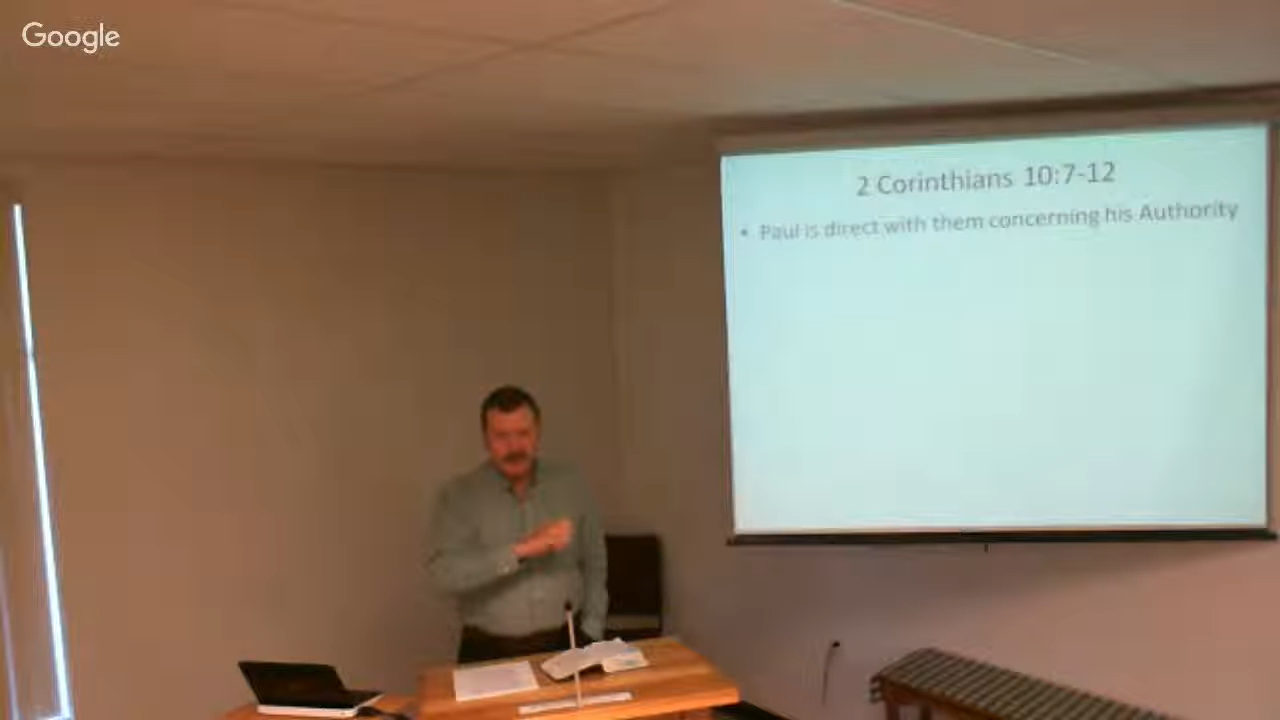 Google
2 Corinthians 10:7-12
• Paul is direct with them concerning his Authority